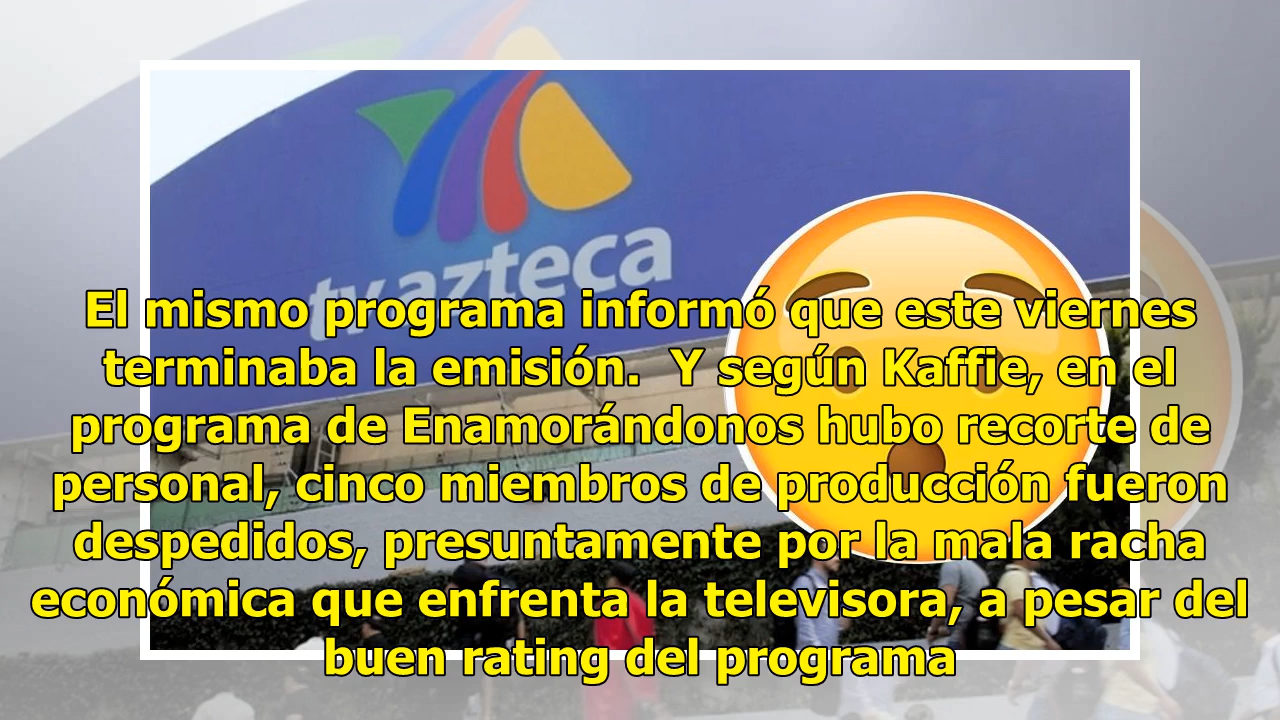 tv azteca
El mismo programa informó que este viernes
terminaba la emisión.  Y según Kaffie, en el
programa de Enamorándonos hubo recorte de
personal, cinco miembros de producción fueron
despedidos, presuntamente por la mala racha
económica que enfrenta la televisora, a pesar del
buen rating del programa